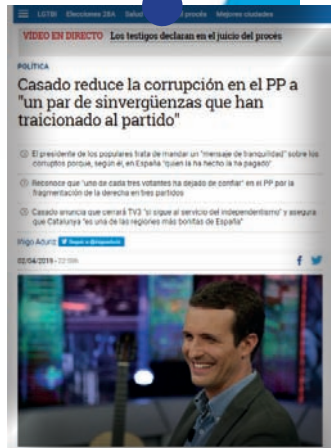 LGTBI Elecciones 28A Salud el procés Mejores ciudades
VÍDEO EN DIRECTO Los testigos declaran en el juicio del procés
POLÍTICA
Casado reduce la corrupción en el PP a
"un par de sinvergüenzas que han
traicionado al partido"
El presidente de los populares trata de mandar un "mensaje de tranquilidad" sobre los
corruptos porque, según él, en España "quien la ha hecho la ha pagado"
Reconoce que "uno de cada tres votantes ha dejado de confiar" en el PP por la
fragmentación de la derecha en tres partidos
Casado anuncia que cerrará TV3 "si sigue al servicio del independentismo" y asegura
que Catalunya "es una de las regiones más bonitas de España"
Iñigo Aduriz
02/04/2019 -